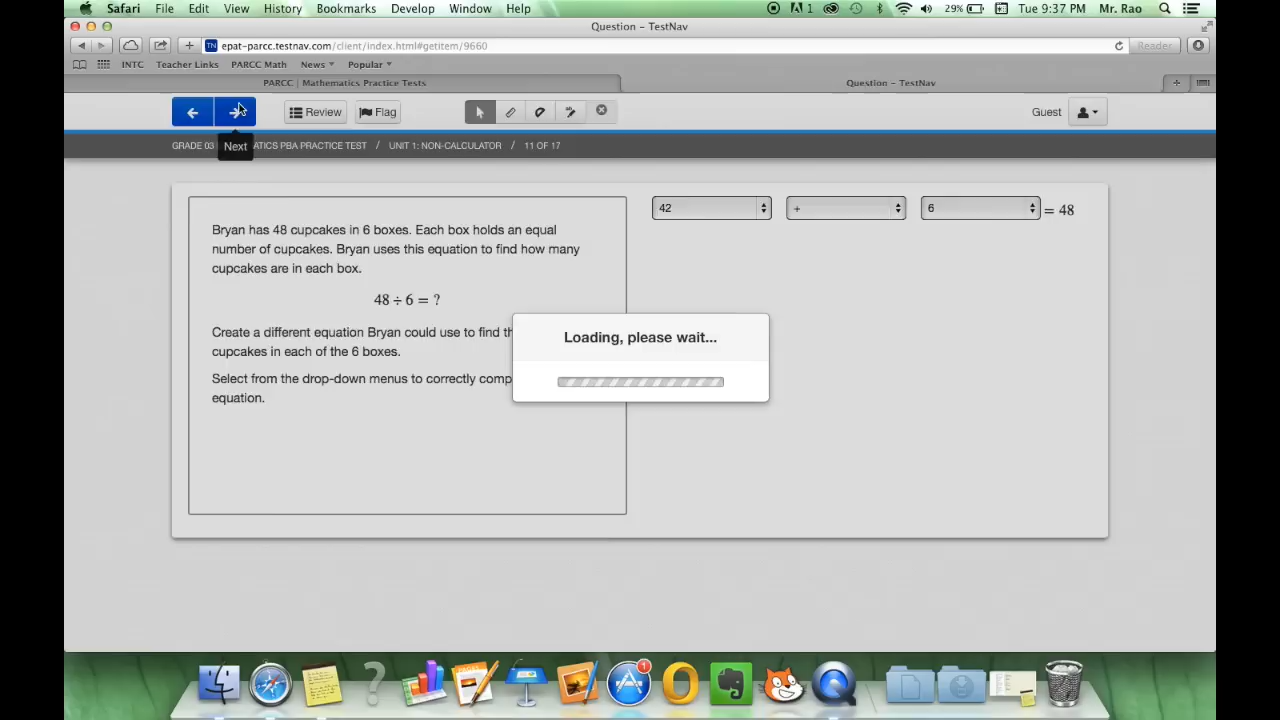 Safari File Edit View History Bookmarks Develop Window Help 1 29% Tue 9:37 PM Mr. Rao
Question - TestNav
TN epat-parcc.testnav.com/client/index.html#getitem/9660 Reader
INTC Teacher Links PARCC Math News Popular
PARCC | Mathematics Practice Tests Question - TestNav
Review Flag Guest
Next
GRADE 03 ATICS PBA PRACTICE TEST / UNIT 1: NON-CALCULATOR / 11 OF 17
42 + 6 = 48
Bryan has 48 cupcakes in 6 boxes. Each box holds an equal
number of cupcakes. Bryan uses this equation to find how many
cupcakes are in each box.
48 ÷ 6 = ?
Create a different equation Bryan could use to find th
cupcakes in each of the 6 boxes.
Select from the drop-down menus to correctly comp
equation.
Loading, please wait...
1